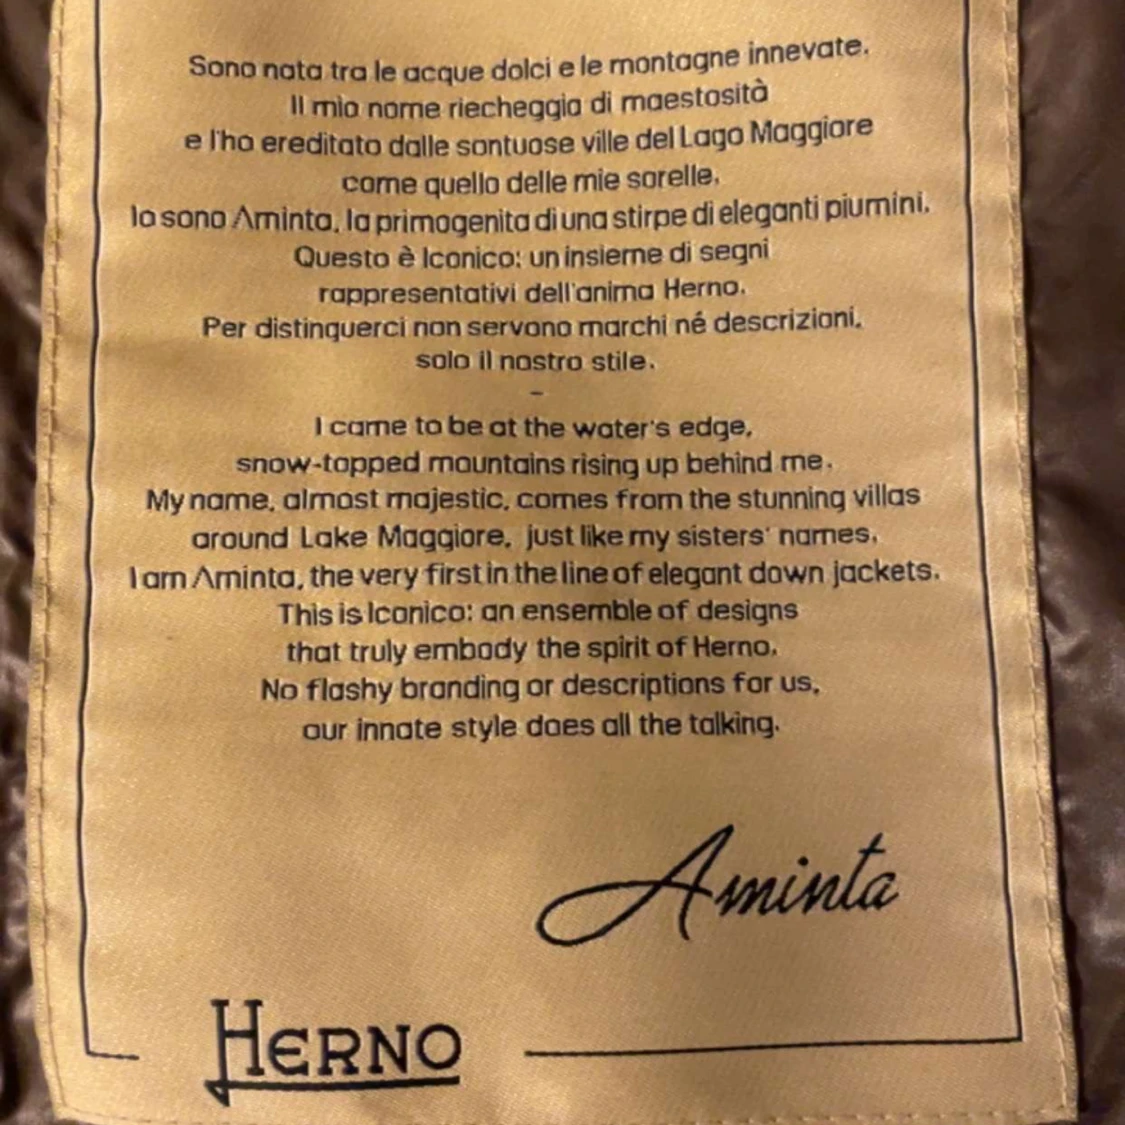 Sono nata tra le acque dolci e le montagne innevate.
Il mio nome riecheggia di maestosità
e l'ho ereditato dalle sontuose ville del Lago Maggiore
come quello delle mie sorelle.
Io sono Aminta, la primogenita di una stirpe di eleganti piumini.
Questo è Iconico: un insieme di segni
rappresentativi dell'anima Herno.
Per distinguerci non servono marchi né descrizioni,
solo il nostro stile.
-
I came to be at the water's edge,
snow-topped mountains rising up behind me.
My name, almost majestic, comes from the stunning villas
around Lake Maggiore, just like my sisters' names.
I am Aminta, the very first in the line of elegant down jackets.
This is Iconico: an ensemble of designs
that truly embody the spirit of Herno.
No flashy branding or descriptions for us,
our innate style does all the talking.
Aminta
HERNO